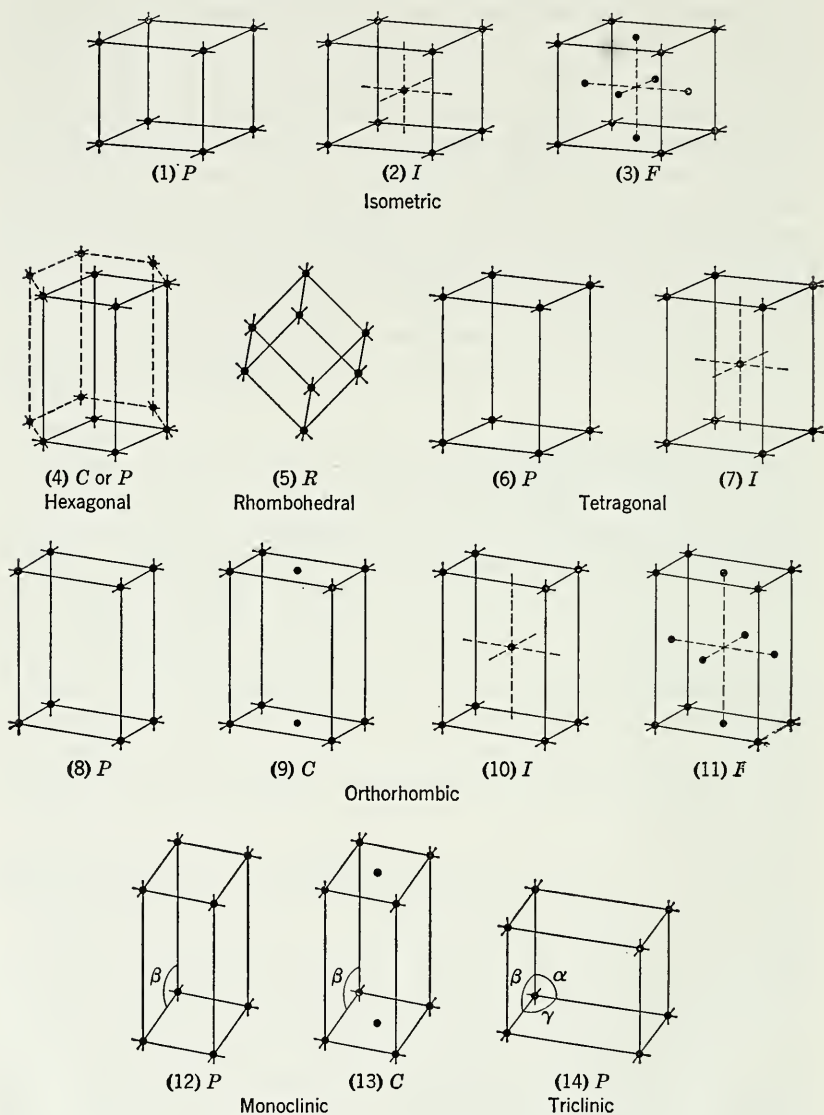 (1) P (2) I (3) F
Isometric
(4) C or P (5) R (6) P (7) I
Hexagonal Rhombohedral Tetragonal
(8) P (9) C (10) I (11) F
Orthorhombic
β β β α γ
(12) P (13) C (14) P
Monoclinic Triclinic